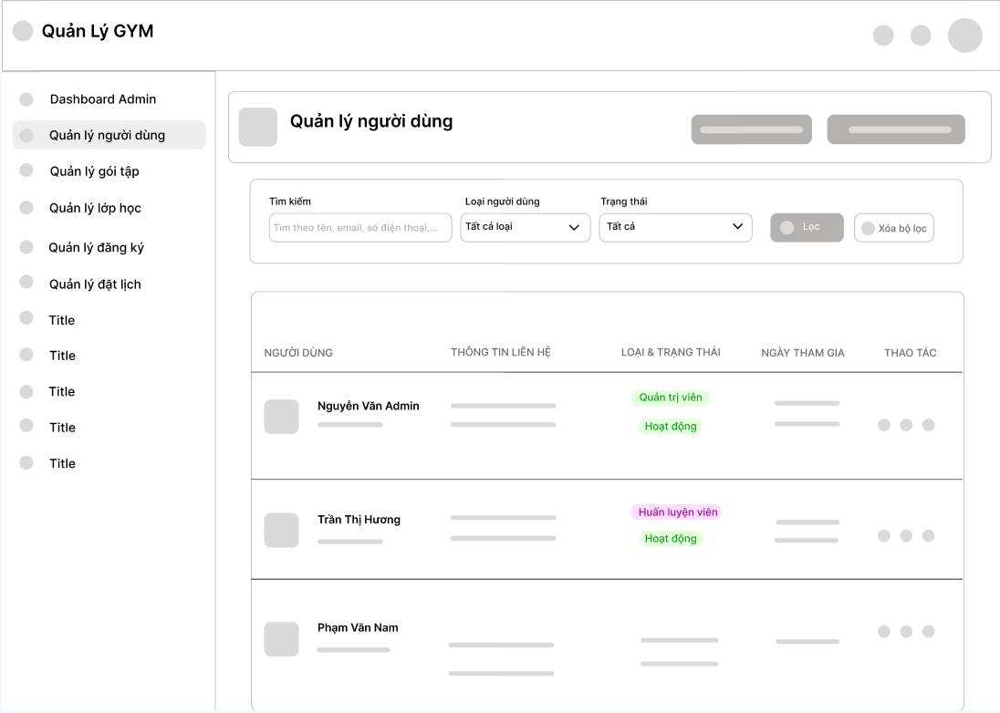 Quản Lý GYM
Dashboard Admin
Quản lý người dùng
Quản lý gói tập
Quản lý lớp học
Quản lý đăng ký
Quản lý đặt lịch
Title
Title
Title
Title
Title
Quản lý người dùng
Tìm kiếm
Loại người dùng
Trạng thái
Tìm theo tên, email, số điện thoại,...
Tất cả loại
Tất cả
Lọc
Xóa bộ lọc
NGƯỜI DÙNG
THÔNG TIN LIÊN HỆ
LOẠI & TRẠNG THÁI
NGÀY THAM GIA
THAO TÁC
Nguyễn Văn Admin
Quản trị viên
Hoạt động
Trần Thị Hương
Huấn luyện viên
Hoạt động
Phạm Văn Nam